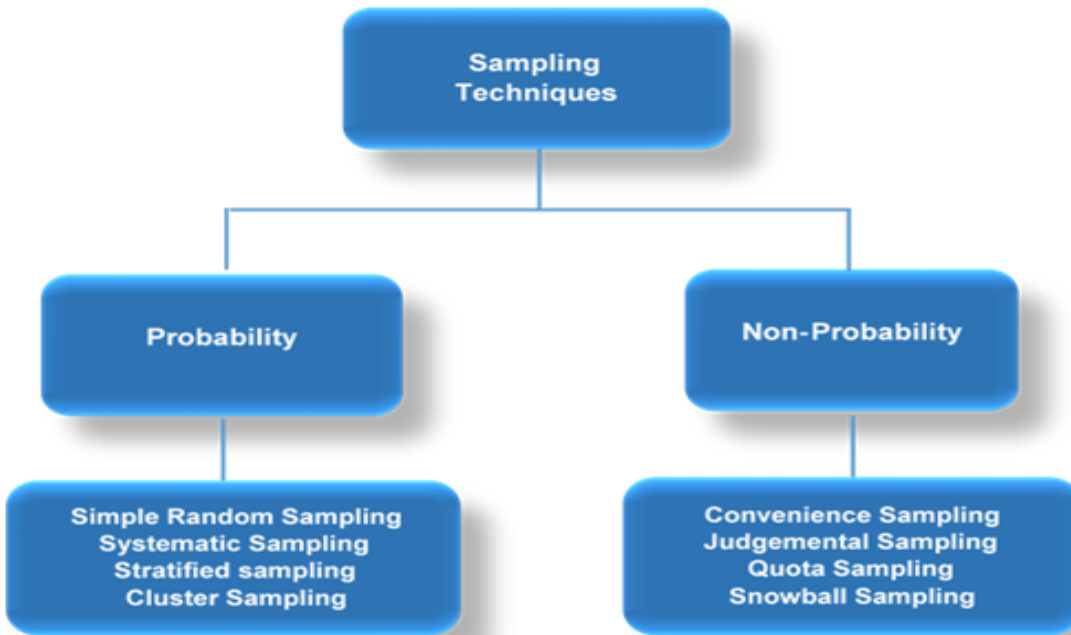 Sampling
Techniques
Probability
Non-Probability
Simple Random Sampling
Systematic Sampling
Stratified sampling
Cluster Sampling
Convenience Sampling
Judgemental Sampling
Quota Sampling
Snowball Sampling